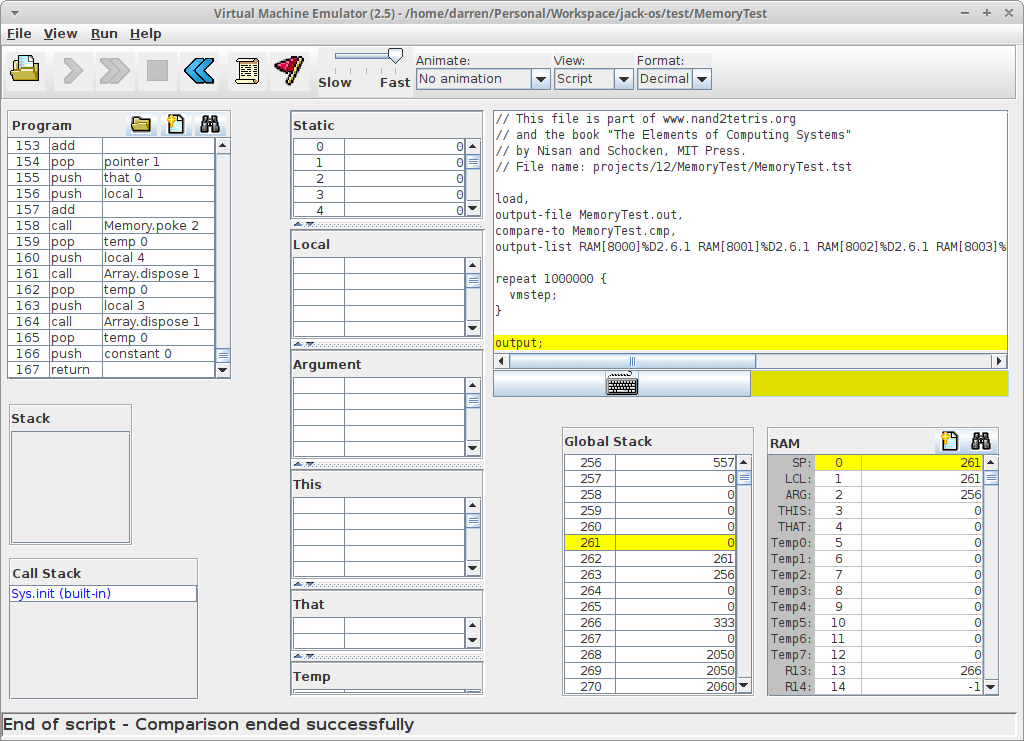 Virtual Machine Emulator (2.5) - /home/darren/Personal/Workspace/jack-os/test/MemoryTest
File View Run Help
Slow Fast
Animate: View: Format:
No animation Script Decimal
Program
153 add
154 pop pointer 1
155 push that 0
156 push local 1
157 add
158 call Memory.poke 2
159 pop temp 0
160 push local 4
161 call Array.dispose 1
162 pop temp 0
163 push local 3
164 call Array.dispose 1
165 pop temp 0
166 push constant 0
167 return
Stack
Call Stack
Sys.init (built-in)
Static
0 0
1 0
2 0
3 0
4 0
Local
Argument
This
That
Temp
// This file is part of www.nand2tetris.org
// and the book "The Elements of Computing Systems"
// by Nisan and Schocken, MIT Press.
// File name: projects/12/MemoryTest/MemoryTest.tst
load,
output-file MemoryTest.out,
compare-to MemoryTest.cmp,
output-list RAM[8000]%D2.6.1 RAM[8001]%D2.6.1 RAM[8002]%D2.6.1 RAM[8003]%
repeat 1000000 {
vmstep;
}
output;
Global Stack
256 557
257 0
258 0
259 0
260 0
261 0
262 261
263 256
264 0
265 0
266 333
267 0
268 2050
269 2050
270 2060
RAM
SP: 0 261
LCL: 1 261
ARG: 2 256
THIS: 3 0
THAT: 4 0
Temp0: 5 0
Temp1: 6 0
Temp2: 7 0
Temp3: 8 0
Temp4: 9 0
Temp5: 10 0
Temp6: 11 0
Temp7: 12 0
R13: 13 266
R14: 14 -1
End of script - Comparison ended successfully